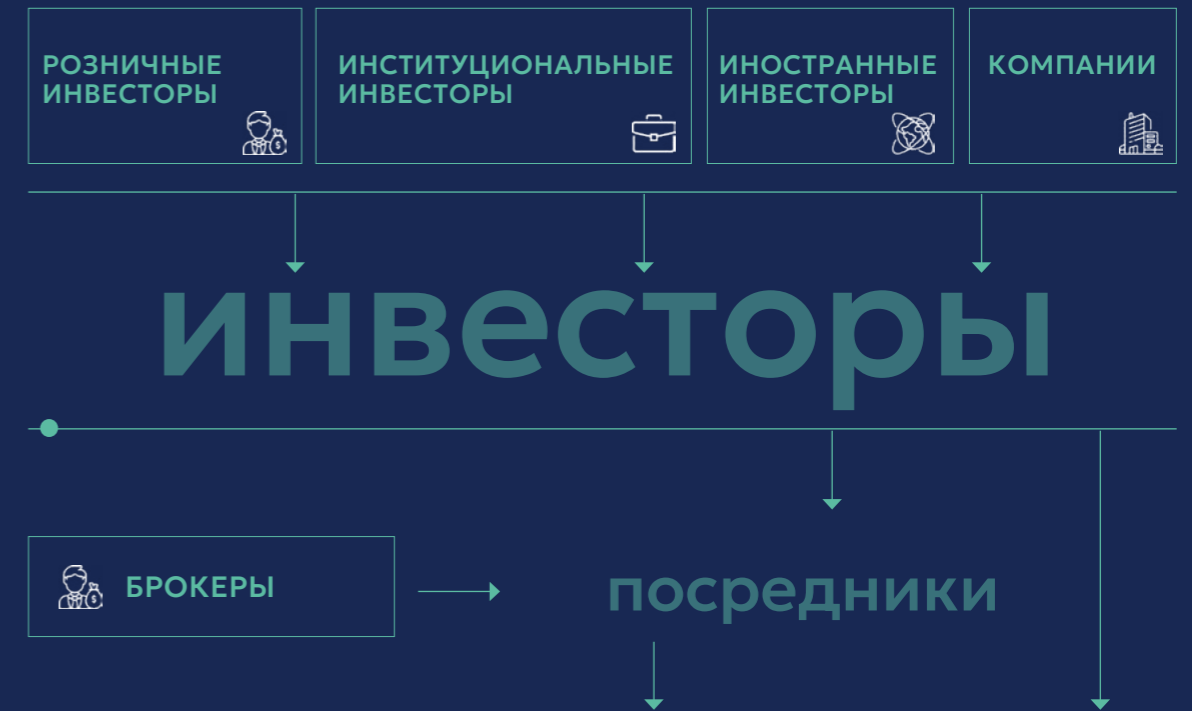 РОЗНИЧНЫЕ
ИНВЕСТОРЫ
ИНСТИТУЦИОНАЛЬНЫЕ
ИНВЕСТОРЫ
ИНОСТРАННЫЕ
ИНВЕСТОРЫ
КОМПАНИИ
инвесторы
БРОКЕРЫ
посредники